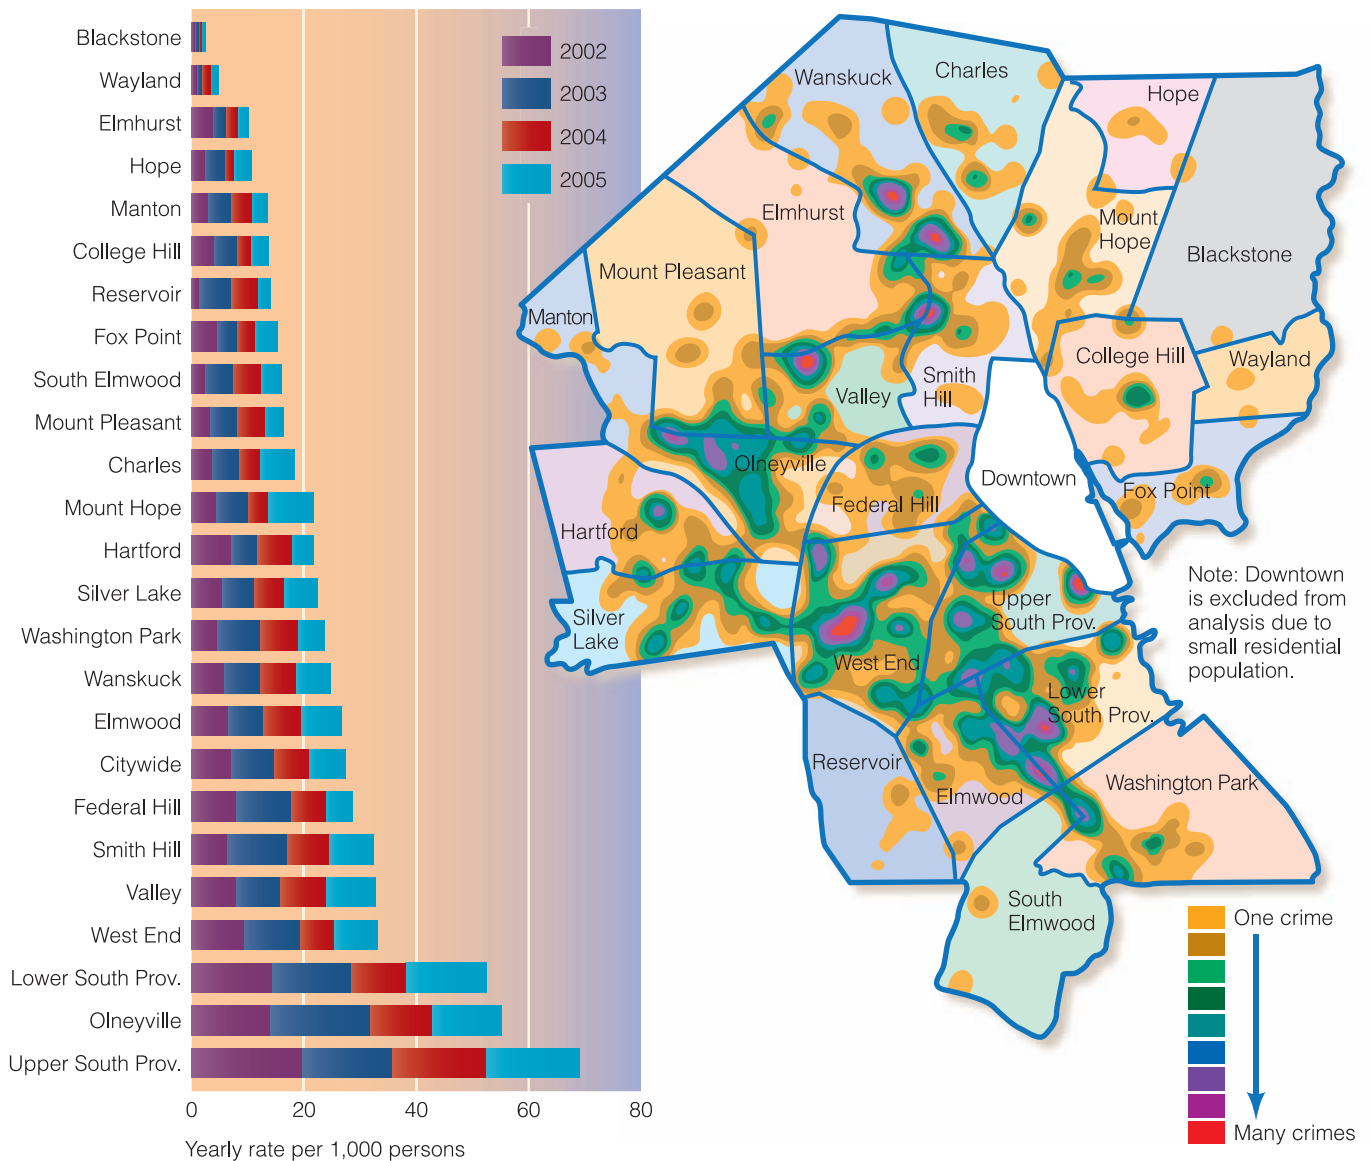 Blackstone
Wayland
Elmhurst
Hope
Manton
College Hill
Reservoir
Fox Point
South Elmwood
Mount Pleasant
Charles
Mount Hope
Hartford
Silver Lake
Washington Park
Wanskuck
Elmwood
Citywide
Federal Hill
Smith Hill
Valley
West End
Lower South Prov.
Olneyville
Upper South Prov.
0 20 40 60 80
Yearly rate per 1,000 persons
2002
2003
2004
2005
Wanskuck
Charles
Hope
Elmhurst
Mount
Hope
Blackstone
Mount Pleasant
Manton
College Hill
Wayland
Valley
Smith
Hill
Olneyville
Downtown
Federal Hill
Fox Point
Hartford
Silver
Lake
Upper
South Prov.
West End
Lower
South Prov.
Reservoir
Elmwood
Washington Park
South
Elmwood
Note: Downtown
is excluded from
analysis due to
small residential
population.
One crime
Many crimes